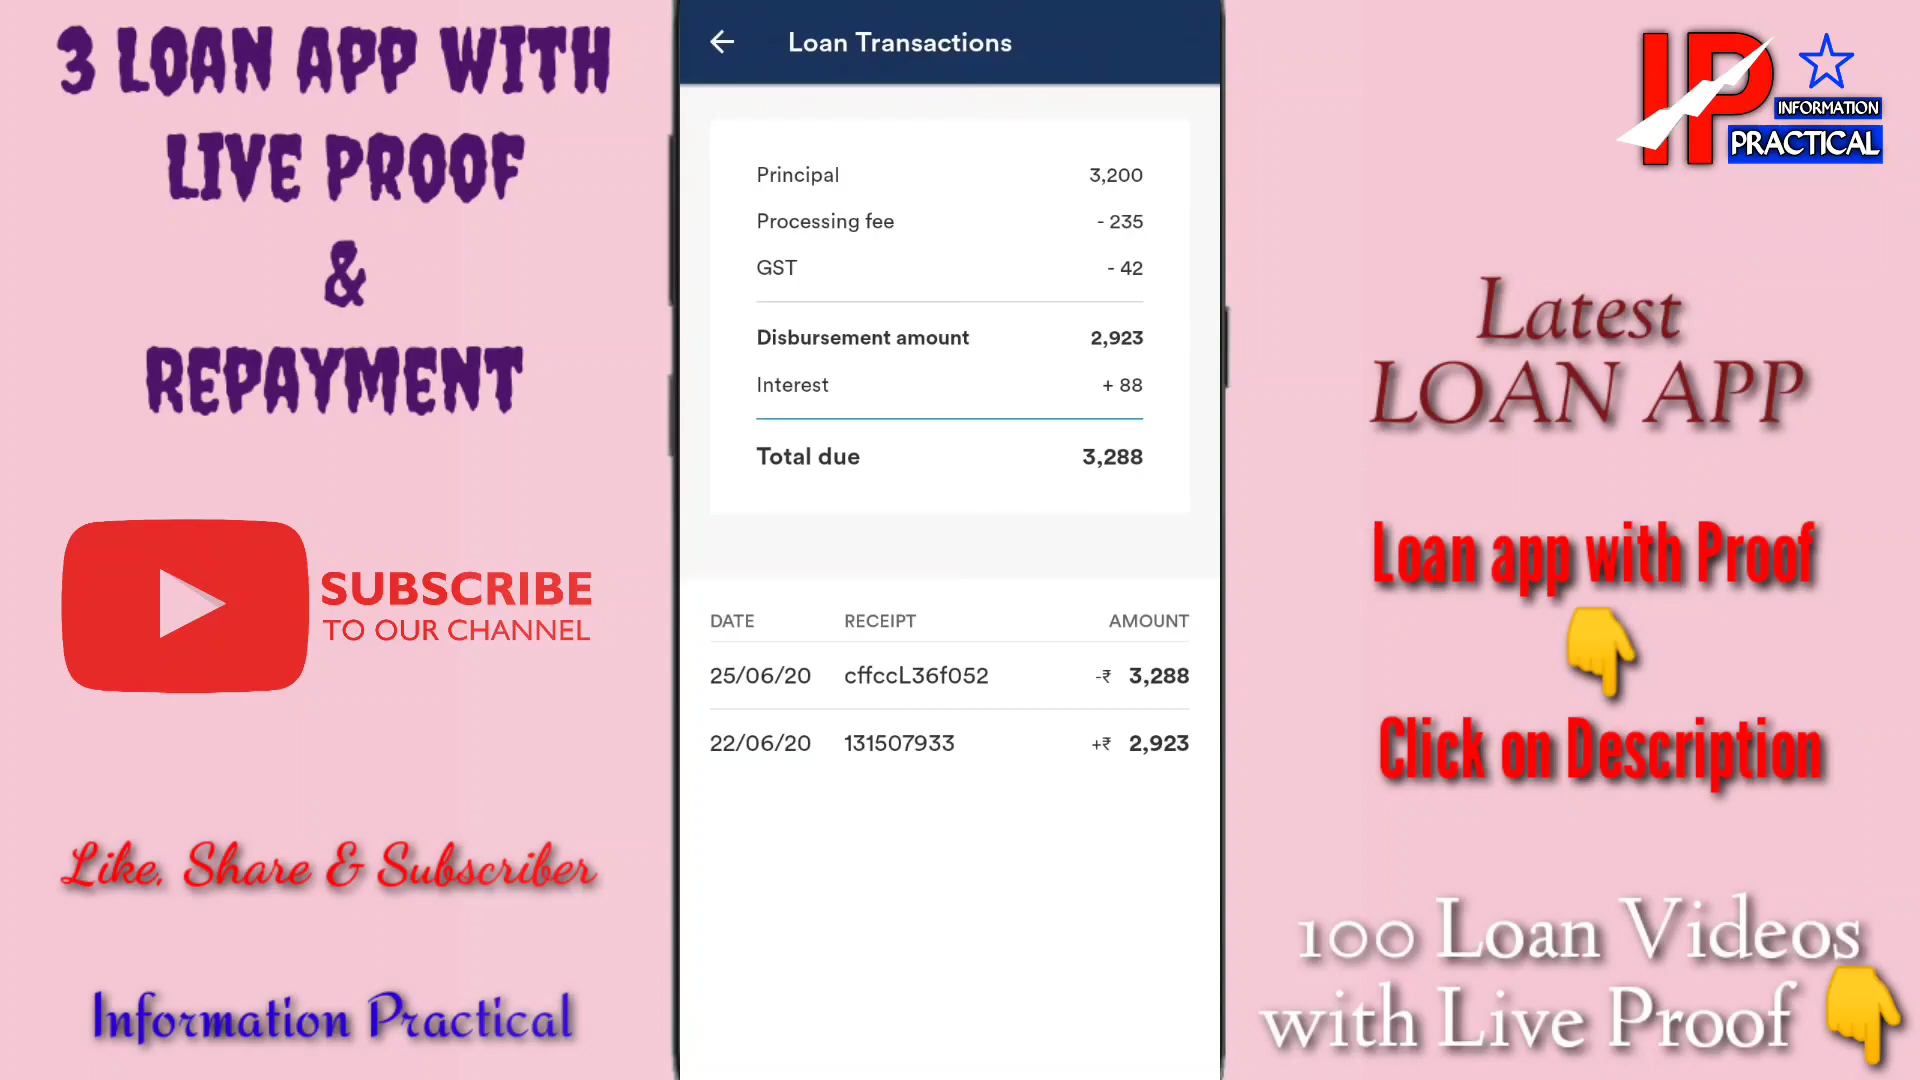 3 LOAN APP WITH
LIVE PROOF
&
REPAYMENT
SUBSCRIBE
TO OUR CHANNEL
Like, Share & Subscriber
Information Practical
Loan Transactions
Principal 3,200
Processing fee - 235
GST - 42
Disbursement amount 2,923
Interest + 88
Total due 3,288
DATE RECEIPT AMOUNT
25/06/20 cffccL36f052 -₹ 3,288
22/06/20 131507933 +₹ 2,923
IP
INFORMATION
PRACTICAL
Latest
LOAN APP
Loan app with Proof
Click on Description
100 Loan Videos
with Live Proof